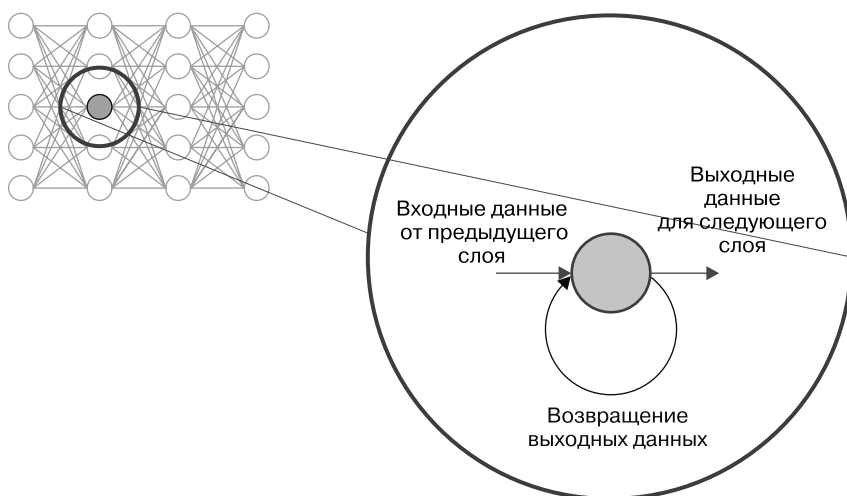 Входные данные
от предыдущего
слоя
Выходные
данные
для следующего
слоя
Возвращение
выходных данных